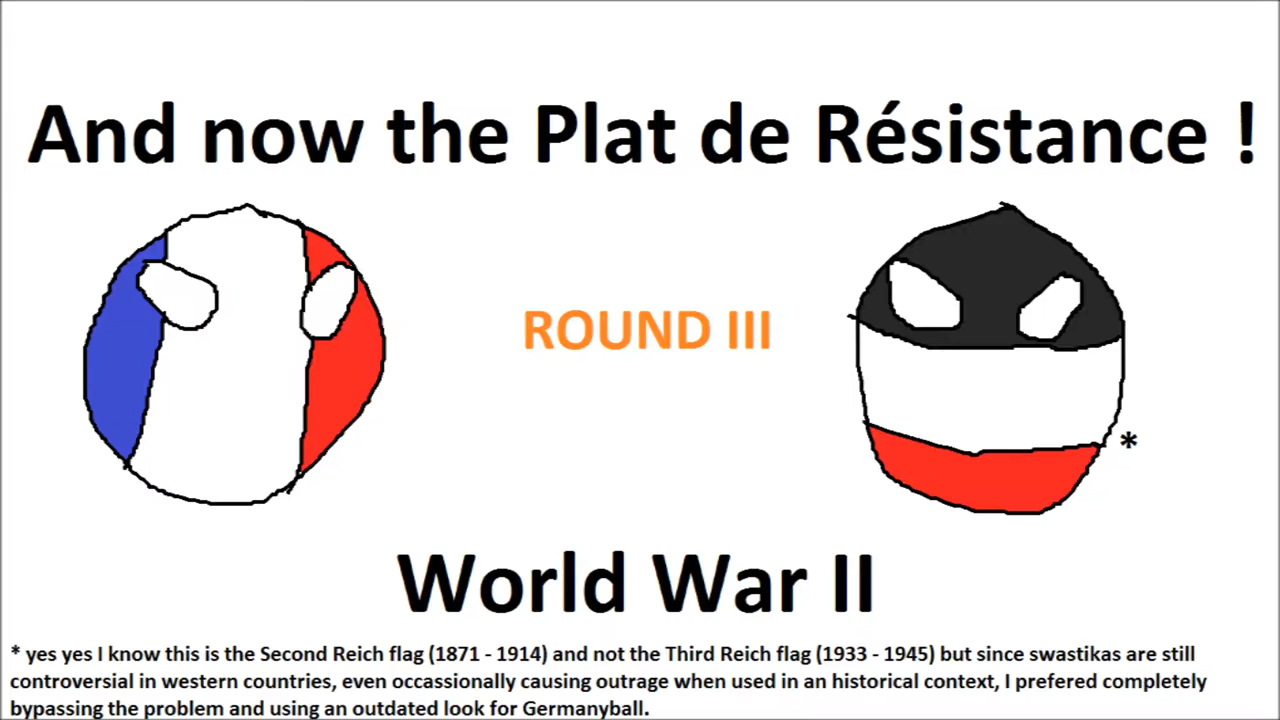 And now the Plat de Résistance !
ROUND III
*
World War II
* yes yes I know this is the Second Reich flag (1871 - 1914) and not the Third Reich flag (1933 - 1945) but since swastikas are still
controversial in western countries, even occassionally causing outrage when used in an historical context, I prefered completely
bypassing the problem and using an outdated look for Germanyball.